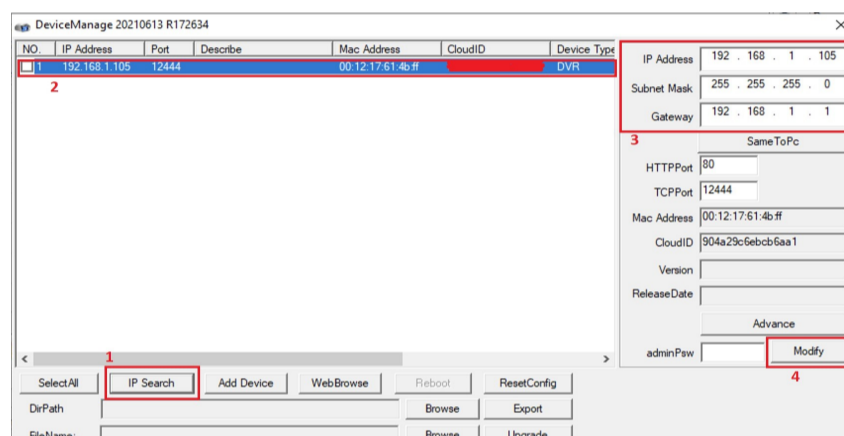 DeviceManage 20210613 R172634
NO. IP Address Port Describe Mac Address CloudID Device Type
1 192.168.1.105 12444 00:12:17:61:4b:ff DVR
2
IP Address 192 . 168 . 1 . 105
Subnet Mask 255 . 255 . 255 . 0
Gateway 192 . 168 . 1 . 1
3
SameToPc
HTTPPort 80
TCPPort 12444
Mac Address 00:12:17:61:4b:ff
CloudID 904a29c6ebcb6aa1
Version
ReleaseDate
Advance
adminPsw Modify
4
1
SelectAll IP Search Add Device WebBrowse Reboot ResetConfig
DirPath Browse Export
FileName: Browse Upgrade